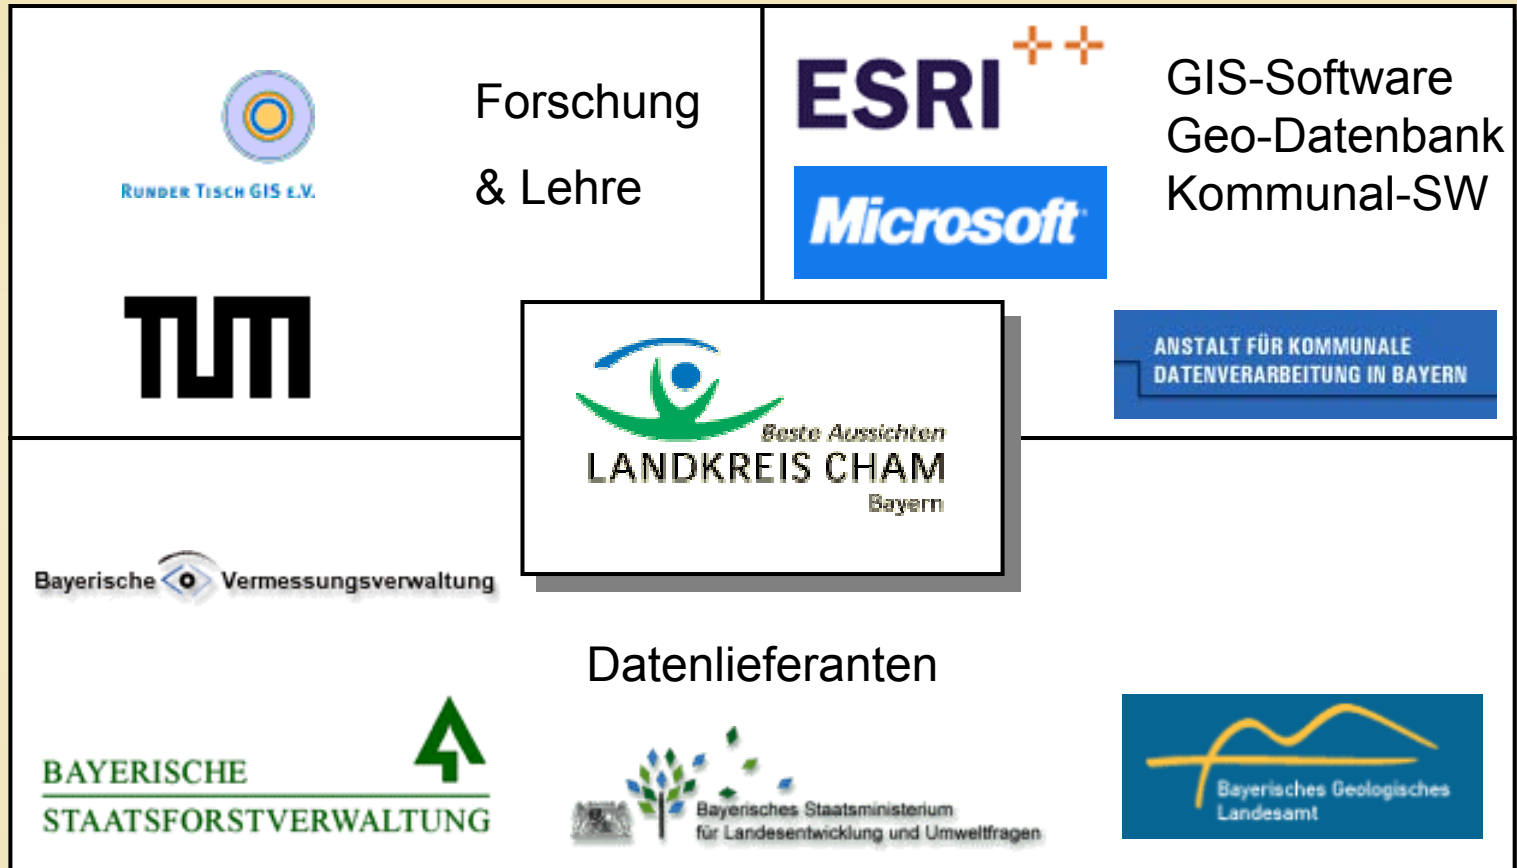 RUNDER TISCH GIS E.V.
Forschung
& Lehre
TUM
ESRI
Microsoft
GIS-Software
Geo-Datenbank
Kommunal-SW
ANSTALT FÜR KOMMUNALE
DATENVERARBEITUNG IN BAYERN
Beste Aussichten
LANDKREIS CHAM
Bayern
Bayerische Vermessungsverwaltung
Datenlieferanten
BAYERISCHE
STAATSFORSTVERWALTUNG
Bayerisches Staatsministerium
für Landesentwicklung und Umweltfragen
Bayerisches Geologisches
Landesamt